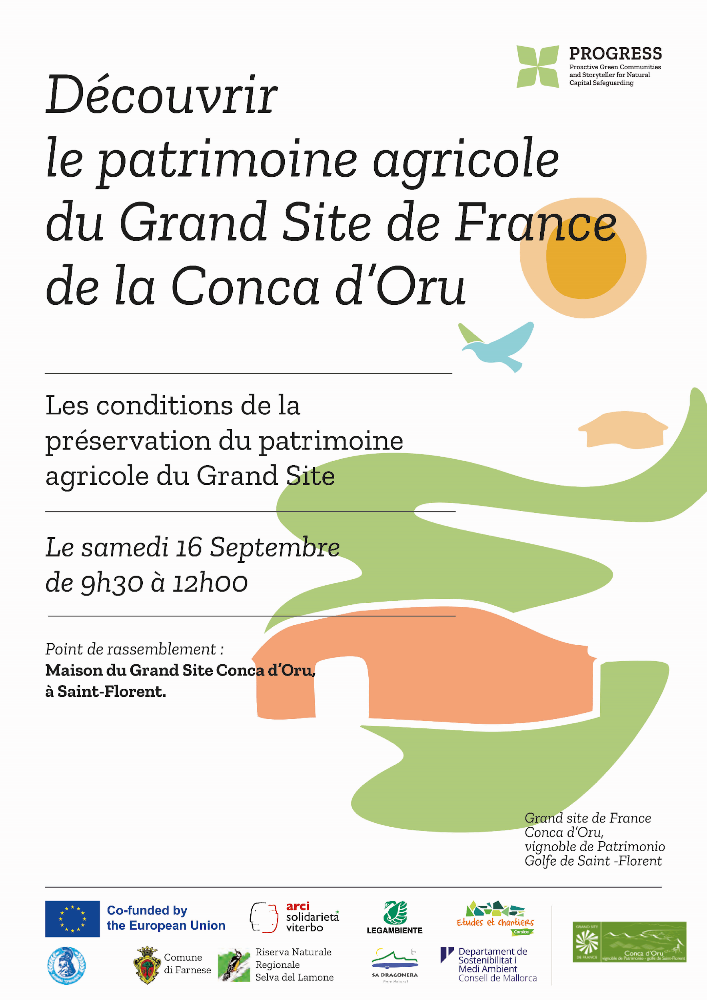 PROGRESS
Proactive Green Communities
and Storyteller for Natural
Capital Safeguarding
Découvrir
le patrimoine agricole
du Grand Site de France
de la Conca d'Oru
Les conditions de la
préservation du patrimoine
agricole du Grand Site
Le samedi 16 Septembre
de 9h30 à 12h00
Point de rassemblement :
Maison du Grand Site Conca d'Oru,
à Saint-Florent.
Grand site de France
Conca d'Oru,
vignoble de Patrimonio
Golfe de Saint -Florent
Co-funded by
the European Union
arci
solidarietà
viterbo
LEGAMBIENTE
Etudes et chantieRs
Corsica
GRAND SITE
DE FRANCE
Conca d'Oru
vignoble de Patrimonio - golfe de Saint-Florent
Comune
di Farnese
Riserva Naturale
Regionale
Selva del Lamone
SA DRAGONERA
Parc Natural
Departament de
Sostenibilitat i
Medi Ambient
Consell de Mallorca